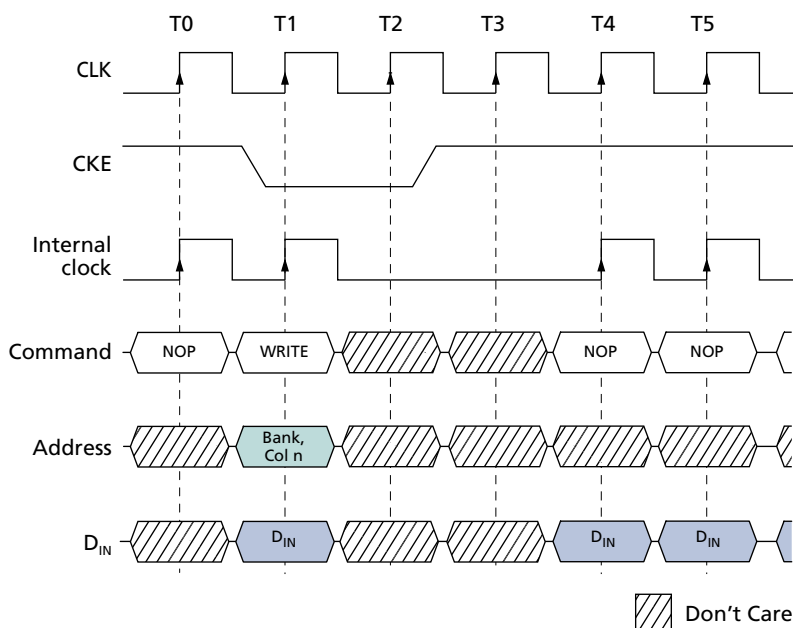 T0 T1 T2 T3 T4 T5
CLK
CKE
Internal
clock
Command NOP WRITE NOP NOP
Address Bank,
Col n
DIN DIN DIN DIN
Don't Care